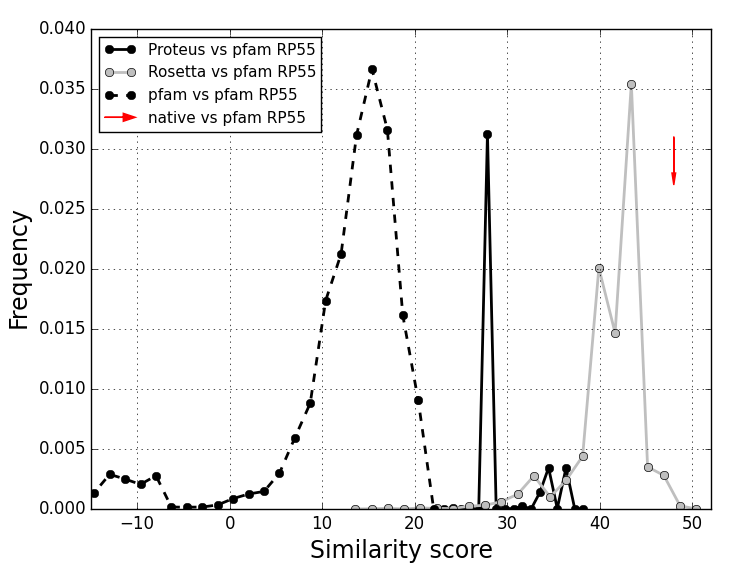 0.040
0.035
0.030
0.025
0.020
0.015
0.010
0.005
0.000
Frequency
Proteus vs pfam RP55
Rosetta vs pfam RP55
pfam vs pfam RP55
native vs pfam RP55
−10 0 10 20 30 40 50
Similarity score